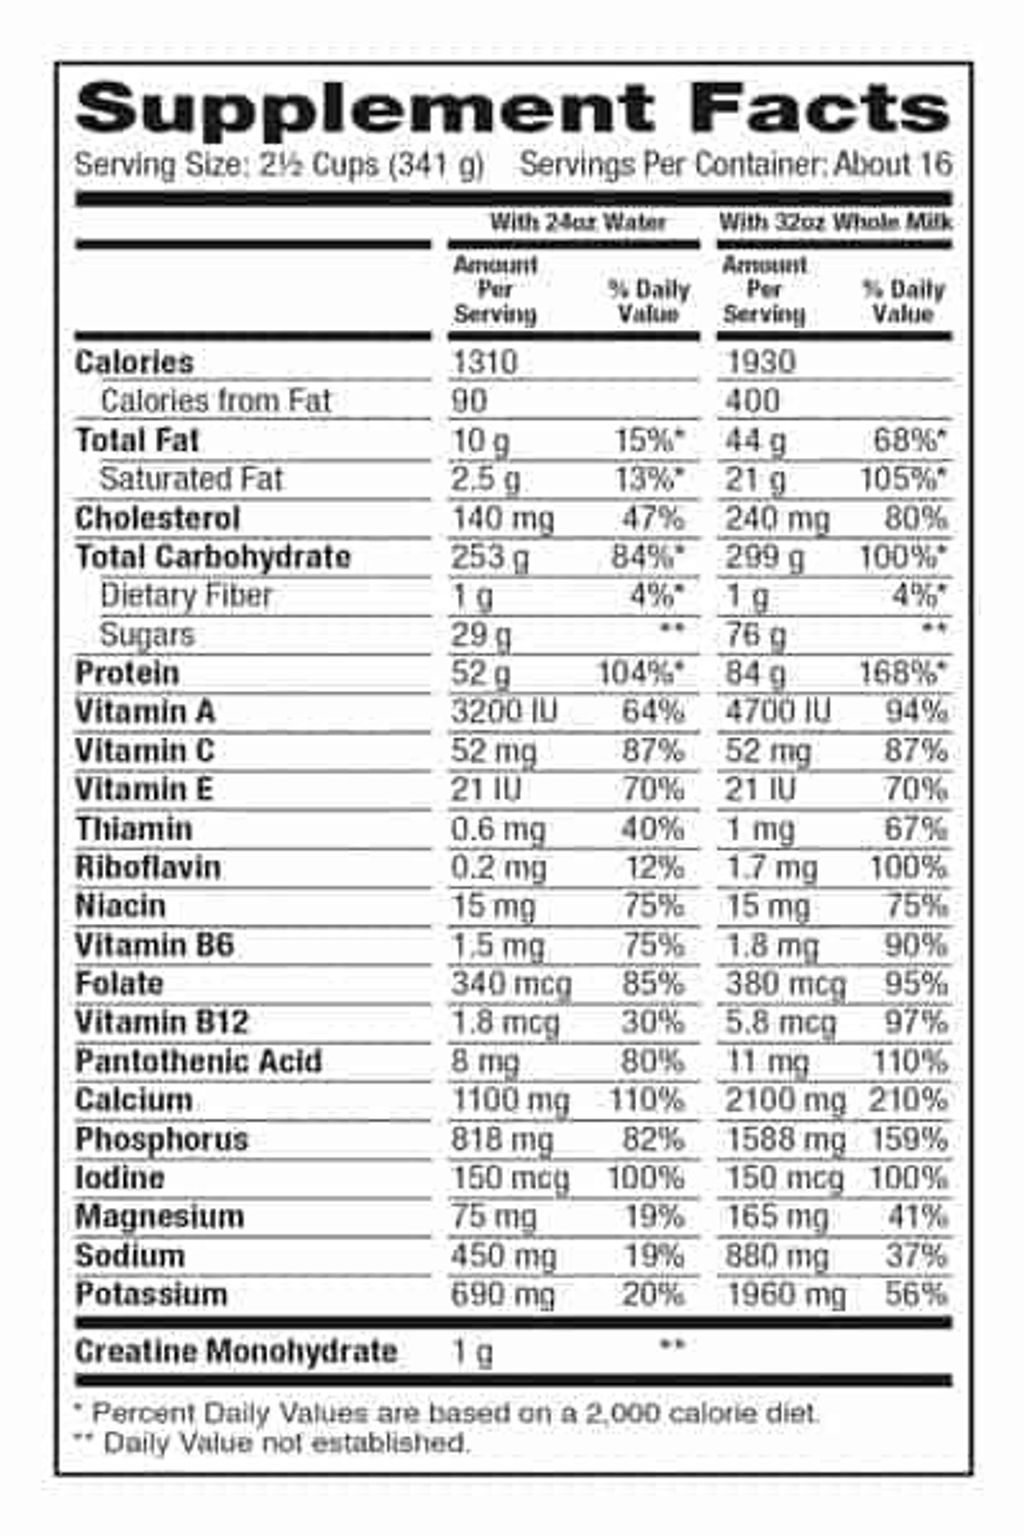 Supplement Facts
Serving Size: 2½ Cups (341 g) Servings Per Container: About 16
With 24oz Water With 32oz Whole Milk
Amount Per Serving % Daily Value Amount Per Serving % Daily Value
Calories 1310 1930
Calories from Fat 90 400
Total Fat 10 g 15%* 44 g 68%*
Saturated Fat 2.5 g 13%* 21 g 105%*
Cholesterol 140 mg 47% 240 mg 80%
Total Carbohydrate 253 g 84%* 299 g 100%*
Dietary Fiber 1 g 4%* 1 g 4%*
Sugars 29 g ** 76 g **
Protein 52 g 104%* 84 g 168%*
Vitamin A 3200 IU 64% 4700 IU 94%
Vitamin C 52 mg 87% 52 mg 87%
Vitamin E 21 IU 70% 21 IU 70%
Thiamin 0.6 mg 40% 1 mg 67%
Riboflavin 0.2 mg 12% 1.7 mg 100%
Niacin 15 mg 75% 15 mg 75%
Vitamin B6 1.5 mg 75% 1.8 mg 90%
Folate 340 mcg 85% 380 mcg 95%
Vitamin B12 1.8 mcg 30% 5.8 mcg 97%
Pantothenic Acid 8 mg 80% 11 mg 110%
Calcium 1100 mg 110% 2100 mg 210%
Phosphorus 818 mg 82% 1588 mg 159%
Iodine 150 mcg 100% 150 mcg 100%
Magnesium 75 mg 19% 165 mg 41%
Sodium 450 mg 19% 880 mg 37%
Potassium 690 mg 20% 1960 mg 56%
Creatine Monohydrate 1 g **
* Percent Daily Values are based on a 2,000 calorie diet.
** Daily Value not established.